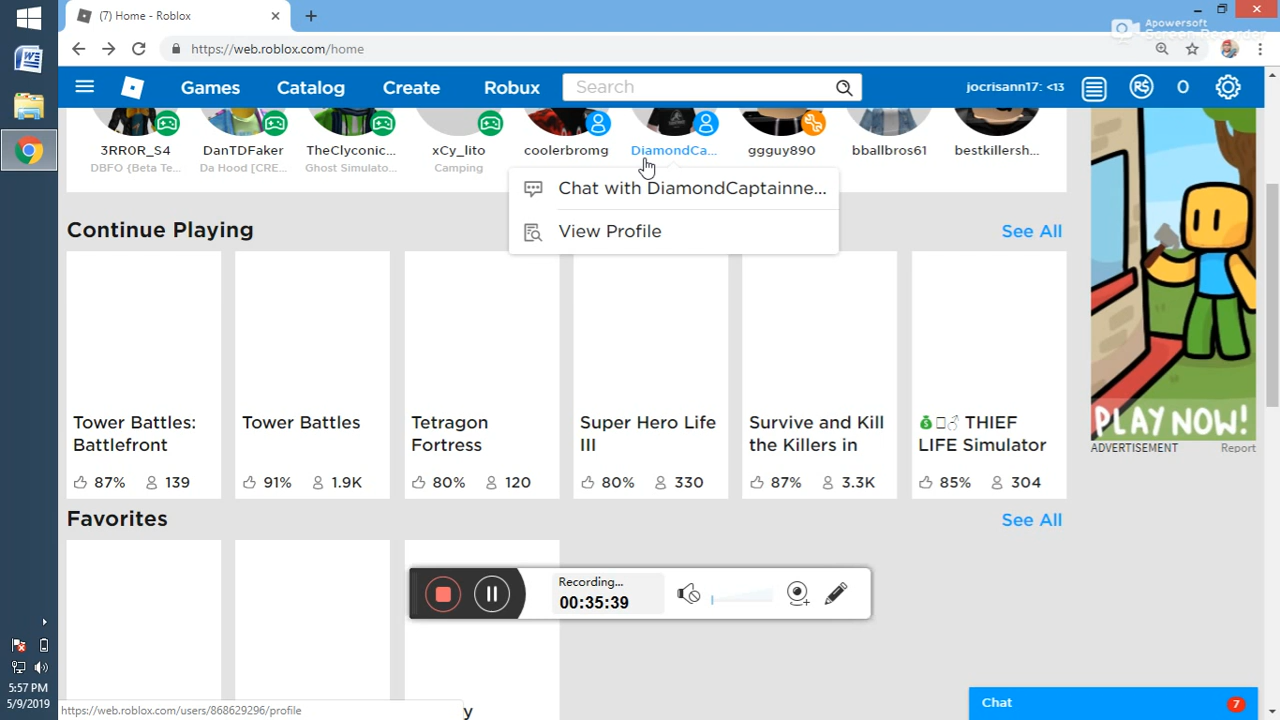 (7) Home - Roblox
Apowersoft
Screen Recorder
https://web.roblox.com/home
Games
Catalog
Create
Robux
Search
jocrisann17: <13
R$
0
3RR0R_S4
DanTDFaker
TheClyconic...
xCy_lito
coolerbromg
DiamondCa...
ggguy890
bballbros61
bestkillersh...
DBFO {Beta Te...
Da Hood [CRE...
Ghost Simulato...
Camping
Chat with DiamondCaptainne...
View Profile
Continue Playing
See All
Tower Battles: Battlefront
87%
139
Tower Battles
91%
1.9K
Tetragon Fortress
80%
120
Super Hero Life III
80%
330
Survive and Kill the Killers in
87%
3.3K
THIEF LIFE Simulator
85%
304
PLAY NOW!
ADVERTISEMENT
Report
Favorites
See All
Recording...
00:35:39
5:57 PM
5/9/2019
https://web.roblox.com/users/868629296/profile
y
Chat
7